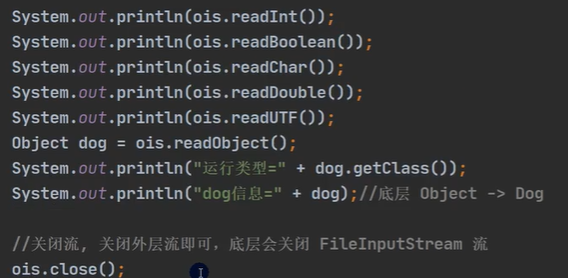 System.out.println(ois.readInt());
System.out.println(ois.readBoolean());
System.out.println(ois.readChar());
System.out.println(ois.readDouble());
System.out.println(ois.readUTF());
Object dog = ois.readObject();
System.out.println("运行类型=" + dog.getClass());
System.out.println("dog信息=" + dog);//底层 Object -> Dog
//关闭流, 关闭外层流即可，底层会关闭 FileInputStream 流
ois.close();